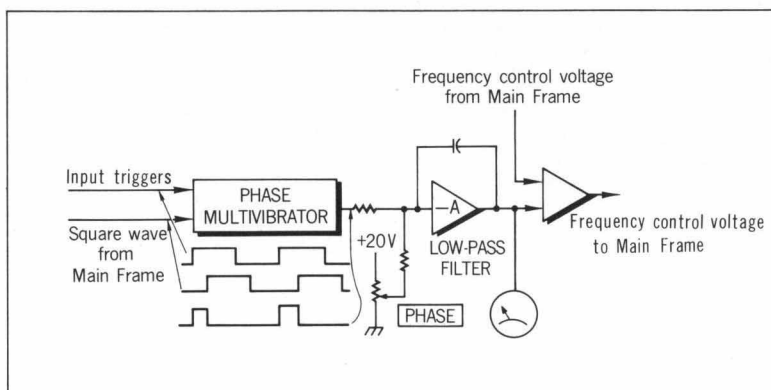 Frequency control voltage
from Main Frame
Input triggers
PHASE
MULTIVIBRATOR
Square wave
from
Main Frame
+20V
–A
LOW-PASS
FILTER
Frequency control voltage
to Main Frame
PHASE